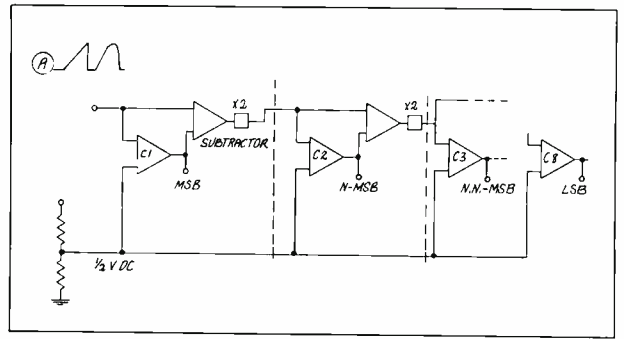 A
X2
X2
C1
SUBTRACTOR
C2
C3
C8
MSB
N-MSB
N.N.-MSB
LSB
1/2 V DC